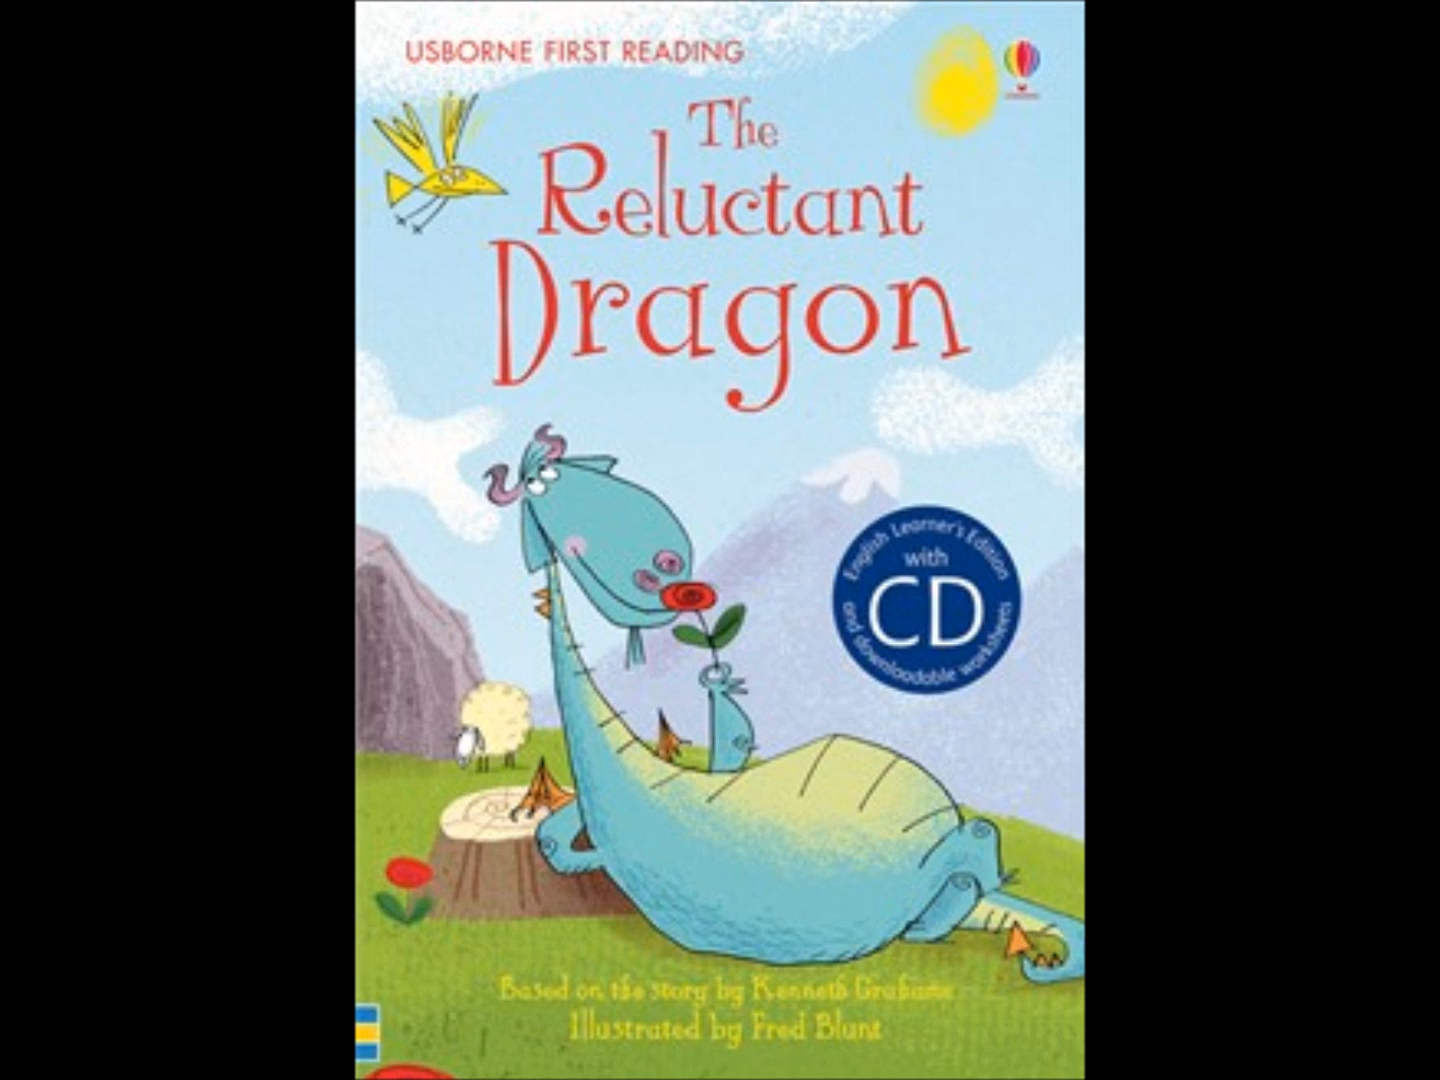 USBORNE FIRST READING
The
Reluctant
Dragon
English Learner's Edition
with
CD
and downloadable worksheets
Based on the story by Kenneth Grahame
Illustrated by Fred Blunt